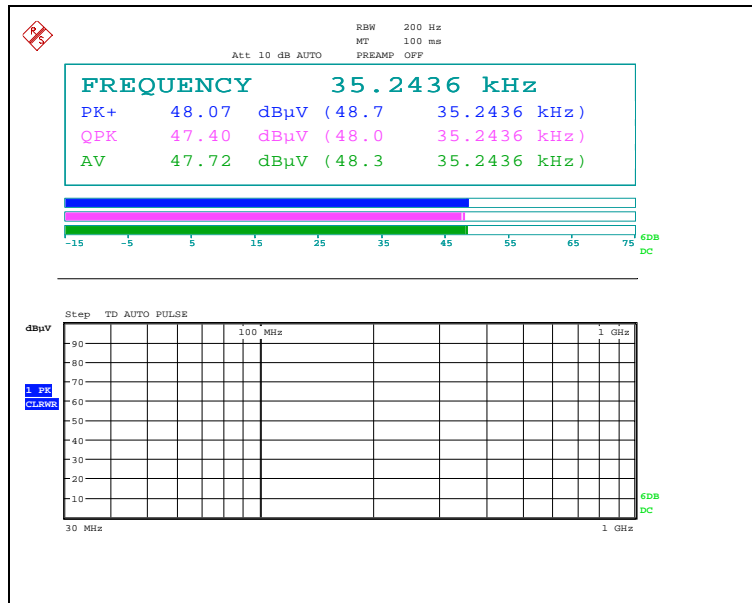 R S
RBW 200 Hz
MT 100 ms
Att 10 dB AUTO PREAMP OFF
FREQUENCY 35.2436 kHz
PK+ 48.07 dBµV (48.7 35.2436 kHz)
QPK 47.40 dBµV (48.0 35.2436 kHz)
AV 47.72 dBµV (48.3 35.2436 kHz)
-15 -5 5 15 25 35 45 55 65 75
6DB
DC
Step TD AUTO PULSE
dBµV
100 MHz 1 GHz
90
80
70
1 PK
CLRWR
60
50
40
30
20
10
6DB
DC
30 MHz 1 GHz